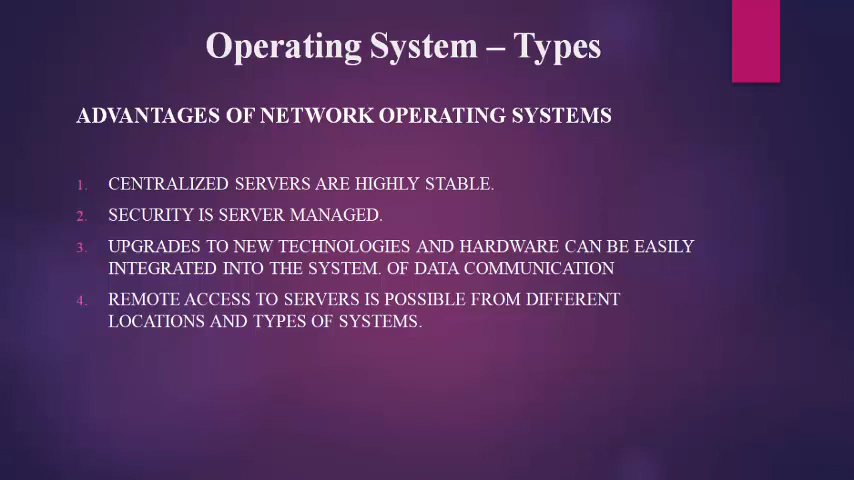 Operating System – Types
ADVANTAGES OF NETWORK OPERATING SYSTEMS
1. CENTRALIZED SERVERS ARE HIGHLY STABLE.
2. SECURITY IS SERVER MANAGED.
3. UPGRADES TO NEW TECHNOLOGIES AND HARDWARE CAN BE EASILY
INTEGRATED INTO THE SYSTEM. OF DATA COMMUNICATION
4. REMOTE ACCESS TO SERVERS IS POSSIBLE FROM DIFFERENT
LOCATIONS AND TYPES OF SYSTEMS.